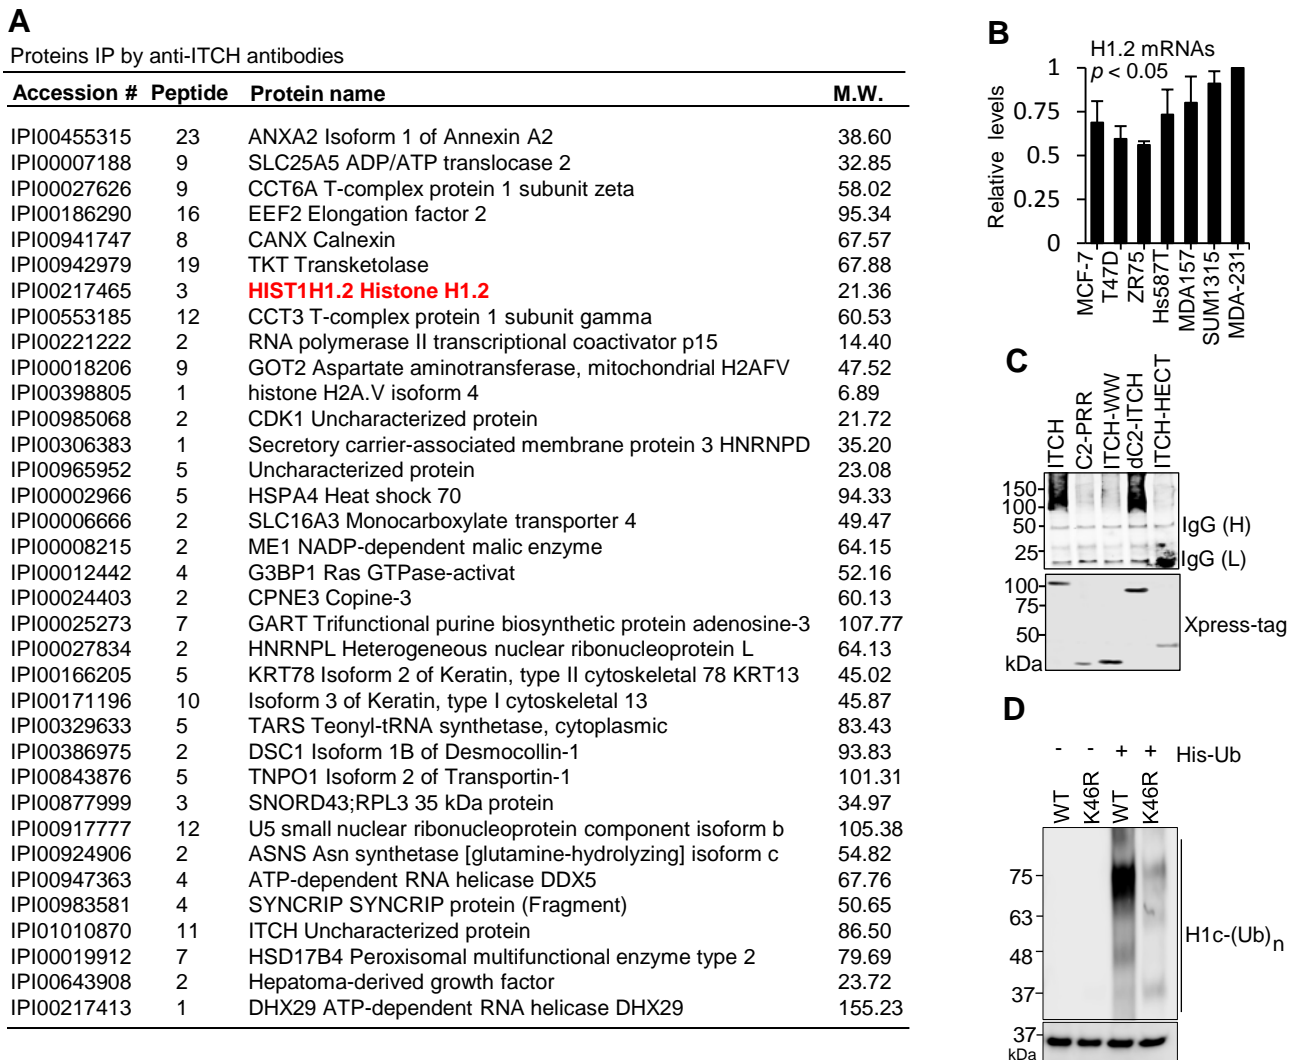 A
Proteins IP by anti-ITCH antibodies
Accession # Peptide Protein name M.W.
IPI00455315 23 ANXA2 Isoform 1 of Annexin A2 38.60
IPI00007188 9 SLC25A5 ADP/ATP translocase 2 32.85
IPI00027626 9 CCT6A T-complex protein 1 subunit zeta 58.02
IPI00186290 16 EEF2 Elongation factor 2 95.34
IPI00941747 8 CANX Calnexin 67.57
IPI00942979 19 TKT Transketolase 67.88
IPI00217465 3 HIST1H1.2 Histone H1.2 21.36
IPI00553185 12 CCT3 T-complex protein 1 subunit gamma 60.53
IPI00221222 2 RNA polymerase II transcriptional coactivator p15 14.40
IPI00018206 9 GOT2 Aspartate aminotransferase, mitochondrial H2AFV 47.52
IPI00398805 1 histone H2A.V isoform 4 6.89
IPI00985068 2 CDK1 Uncharacterized protein 21.72
IPI00306383 1 Secretory carrier-associated membrane protein 3 HNRNPD 35.20
IPI00965952 5 Uncharacterized protein 23.08
IPI00002966 5 HSPA4 Heat shock 70 94.33
IPI00006666 2 SLC16A3 Monocarboxylate transporter 4 49.47
IPI00008215 2 ME1 NADP-dependent malic enzyme 64.15
IPI00012442 4 G3BP1 Ras GTPase-activat 52.16
IPI00024403 2 CPNE3 Copine-3 60.13
IPI00025273 7 GART Trifunctional purine biosynthetic protein adenosine-3 107.77
IPI00027834 2 HNRNPL Heterogeneous nuclear ribonucleoprotein L 64.13
IPI00166205 5 KRT78 Isoform 2 of Keratin, type II cytoskeletal 78 KRT13 45.02
IPI00171196 10 Isoform 3 of Keratin, type I cytoskeletal 13 45.87
IPI00329633 5 TARS Teonyl-tRNA synthetase, cytoplasmic 83.43
IPI00386975 2 DSC1 Isoform 1B of Desmocollin-1 93.83
IPI00843876 5 TNPO1 Isoform 2 of Transportin-1 101.31
IPI00877999 3 SNORD43;RPL3 35 kDa protein 34.97
IPI00917777 12 U5 small nuclear ribonucleoprotein component isoform b 105.38
IPI00924906 2 ASNS Asn synthetase [glutamine-hydrolyzing] isoform c 54.82
IPI00947363 4 ATP-dependent RNA helicase DDX5 67.76
IPI00983581 4 SYNCRIP SYNCRIP protein (Fragment) 50.65
IPI01010870 11 ITCH Uncharacterized protein 86.50
IPI00019912 7 HSD17B4 Peroxisomal multifunctional enzyme type 2 79.69
IPI00643908 2 Hepatoma-derived growth factor 23.72
IPI00217413 1 DHX29 ATP-dependent RNA helicase DHX29 155.23
B
H1.2 mRNAs
p < 0.05
Relative levels
1
0.75
0.5
0.25
0
MCF-7
T47D
ZR75
Hs587T
MDA157
SUM1315
MDA-231
C
ITCH
C2-PRR
ITCH-WW
dC2-ITCH
ITCH-HECT
150
100
50
25
IgG (H)
IgG (L)
100
75
50
kDa
Xpress-tag
D
- - + + His-Ub
WT
K46R
WT
K46R
75
63
48
37
H1c-(Ub)n
37
kDa